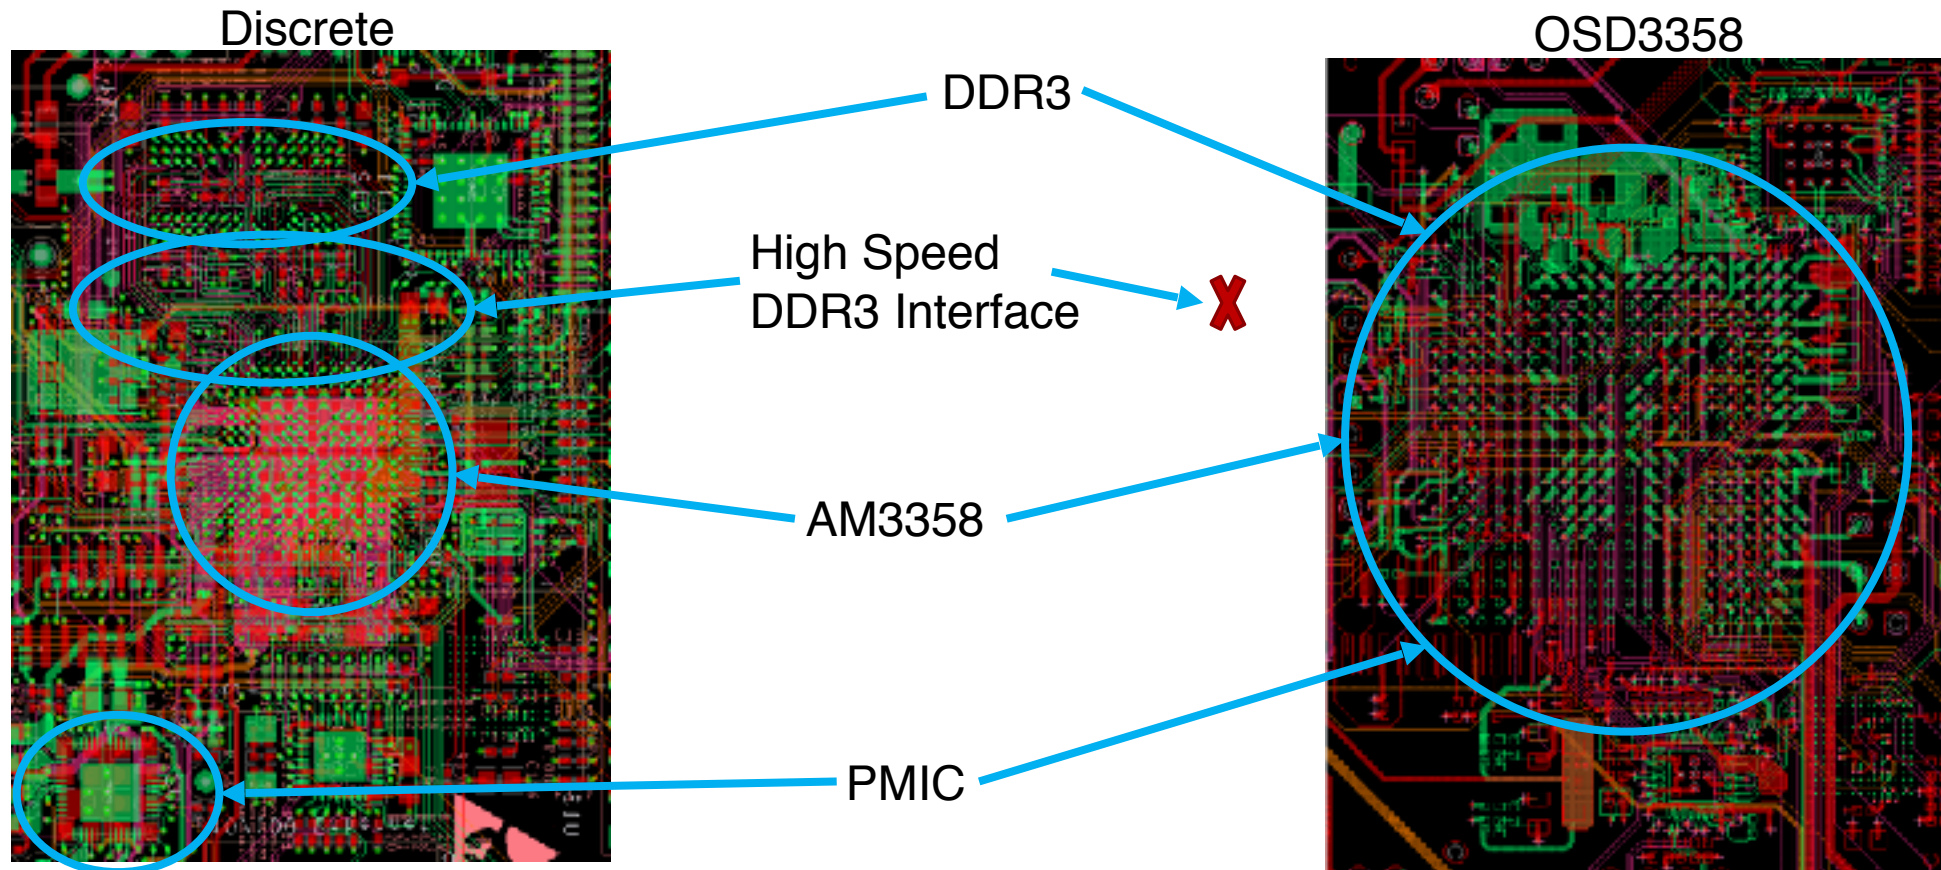 Discrete
OSD3358
DDR3
High Speed
DDR3 Interface
AM3358
PMIC